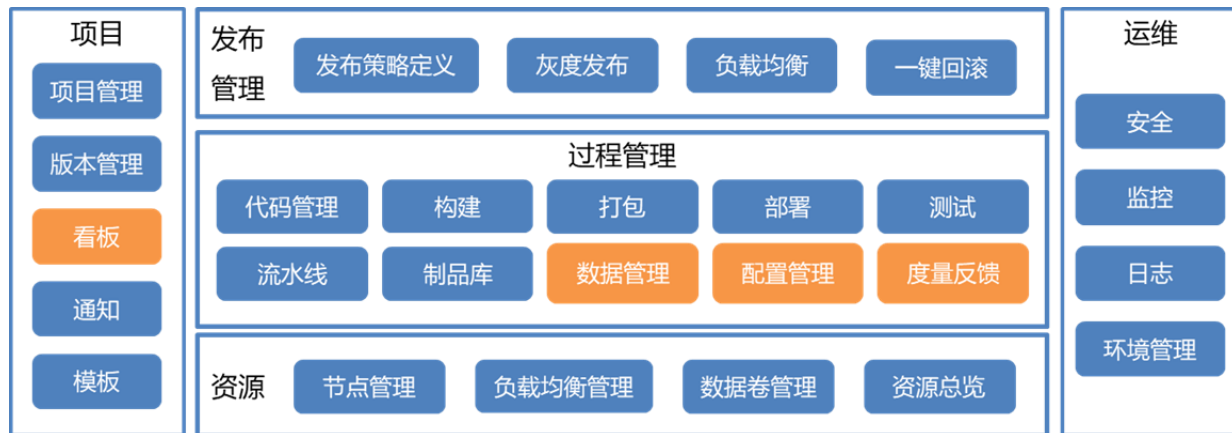 项目
项目管理
版本管理
看板
通知
模板
发布
管理
发布策略定义
灰度发布
负载均衡
一键回滚
过程管理
代码管理
构建
打包
部署
测试
流水线
制品库
数据管理
配置管理
度量反馈
资源
节点管理
负载均衡管理
数据卷管理
资源总览
运维
安全
监控
日志
环境管理